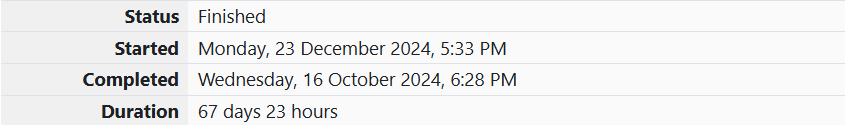 Status Finished
Started Monday, 23 December 2024, 5:33 PM
Completed Wednesday, 16 October 2024, 6:28 PM
Duration 67 days 23 hours